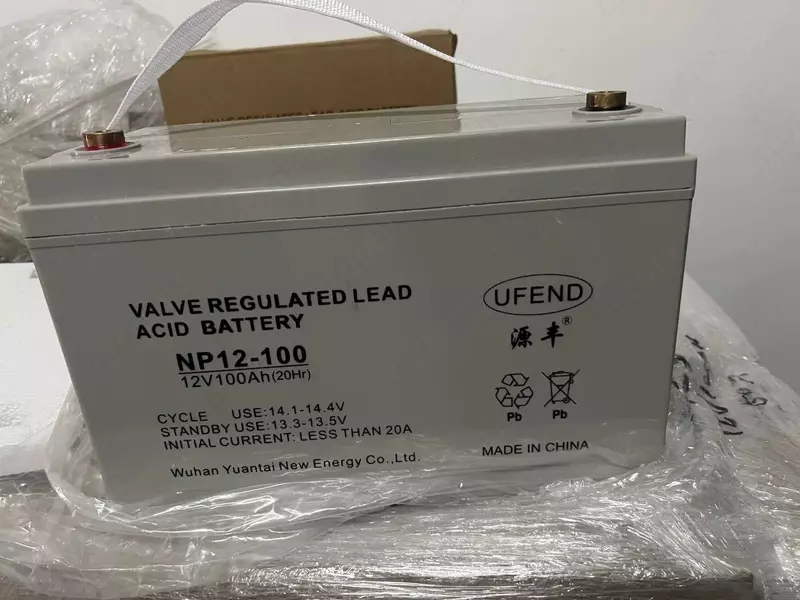 VALVE REGULATED LEAD
ACID BATTERY
NP12-100
12V100Ah(20Hr)
CYCLE USE:14.1-14.4V
STANDBY USE:13.3-13.5V
INITIAL CURRENT: LESS THAN 20A
Wuhan Yuantai New Energy Co.,Ltd.
UFEND
源丰®
Pb Pb
MADE IN CHINA